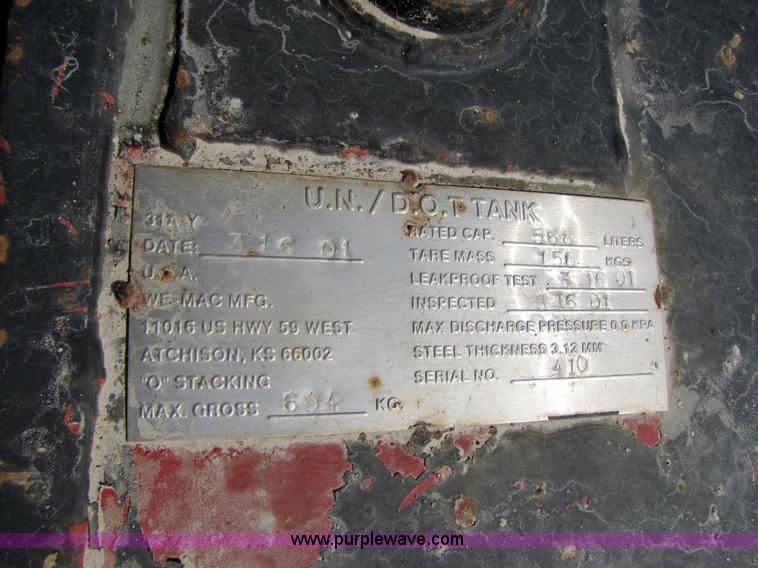 U.N. / D.O.T TANK
31A-Y
DATE: 3 16 01
U.S.A.
WE-MAC MFG.
11016 US HWY 59 WEST
ATCHISON, KS 66002
"O" STACKING
MAX. GROSS 694 KG.
RATED CAP. 568 LITERS
TARE MASS KGS
LEAKPROOF TEST 3 16 01
INSPECTED 3 16 01
MAX DISCHARGE PRESSURE 0.0 KPA
STEEL THICKNESS 3.12 MM
SERIAL NO. 410
www.purplewave.com